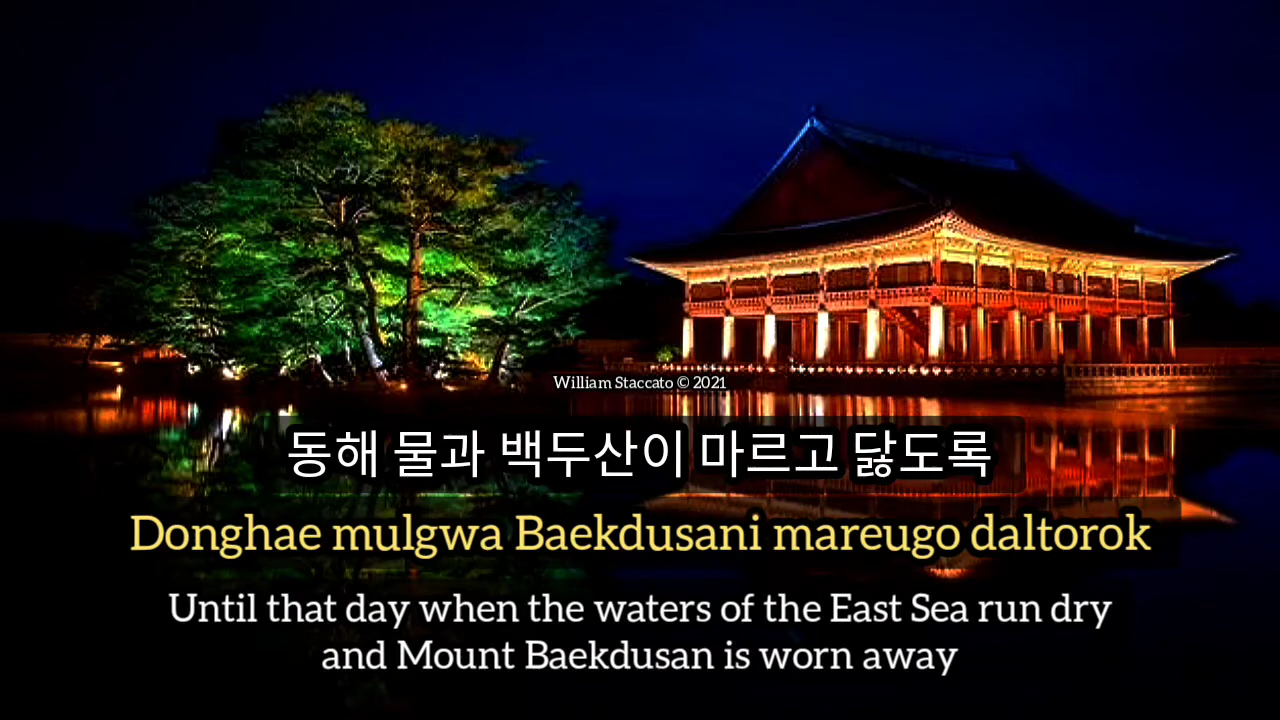 William Staccato © 2021
동해 물과 백두산이 마르고 닳도록
Donghae mulgwa Baekdusani mareugo daltorok
Until that day when the waters of the East Sea run dry
and Mount Baekdusan is worn away